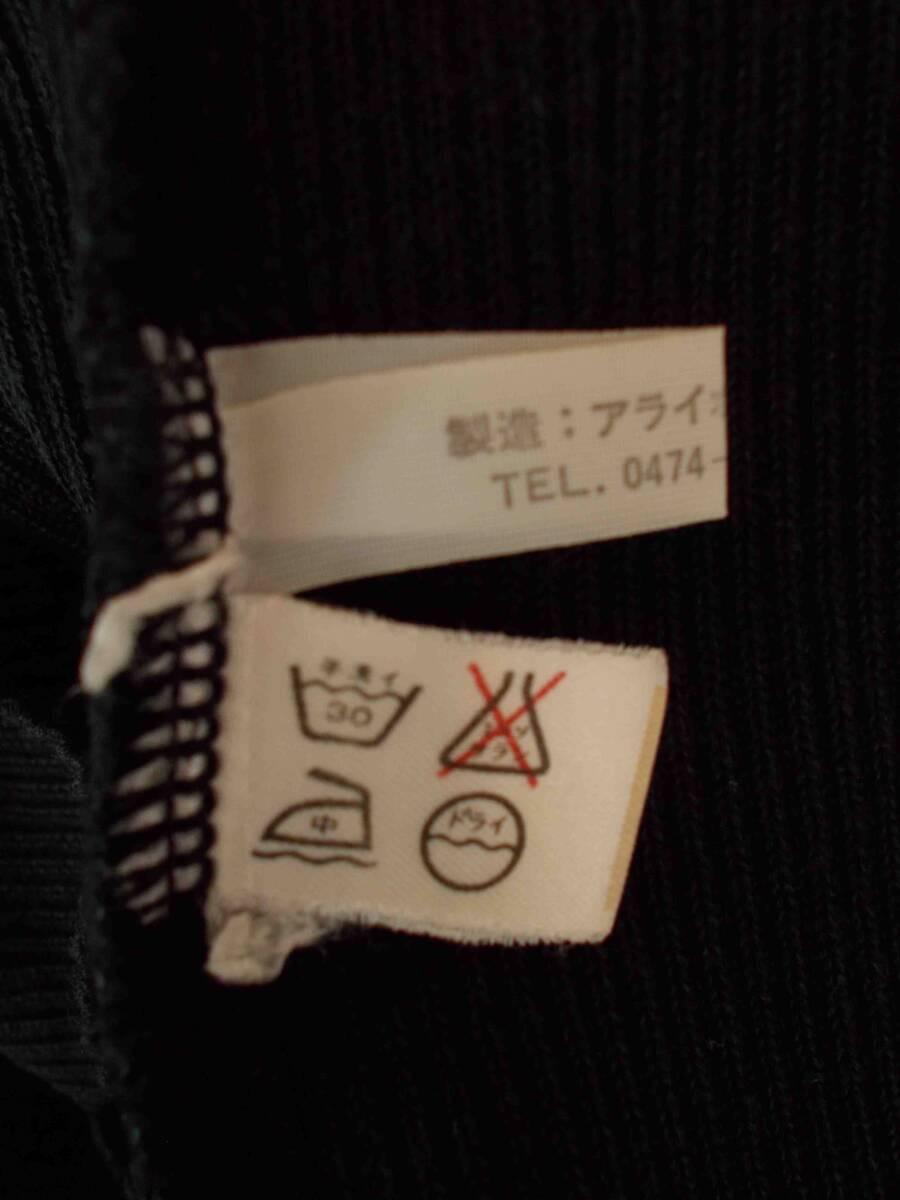 製造：アライ
TEL. 0474-
手洗イ
30
中
ドライ